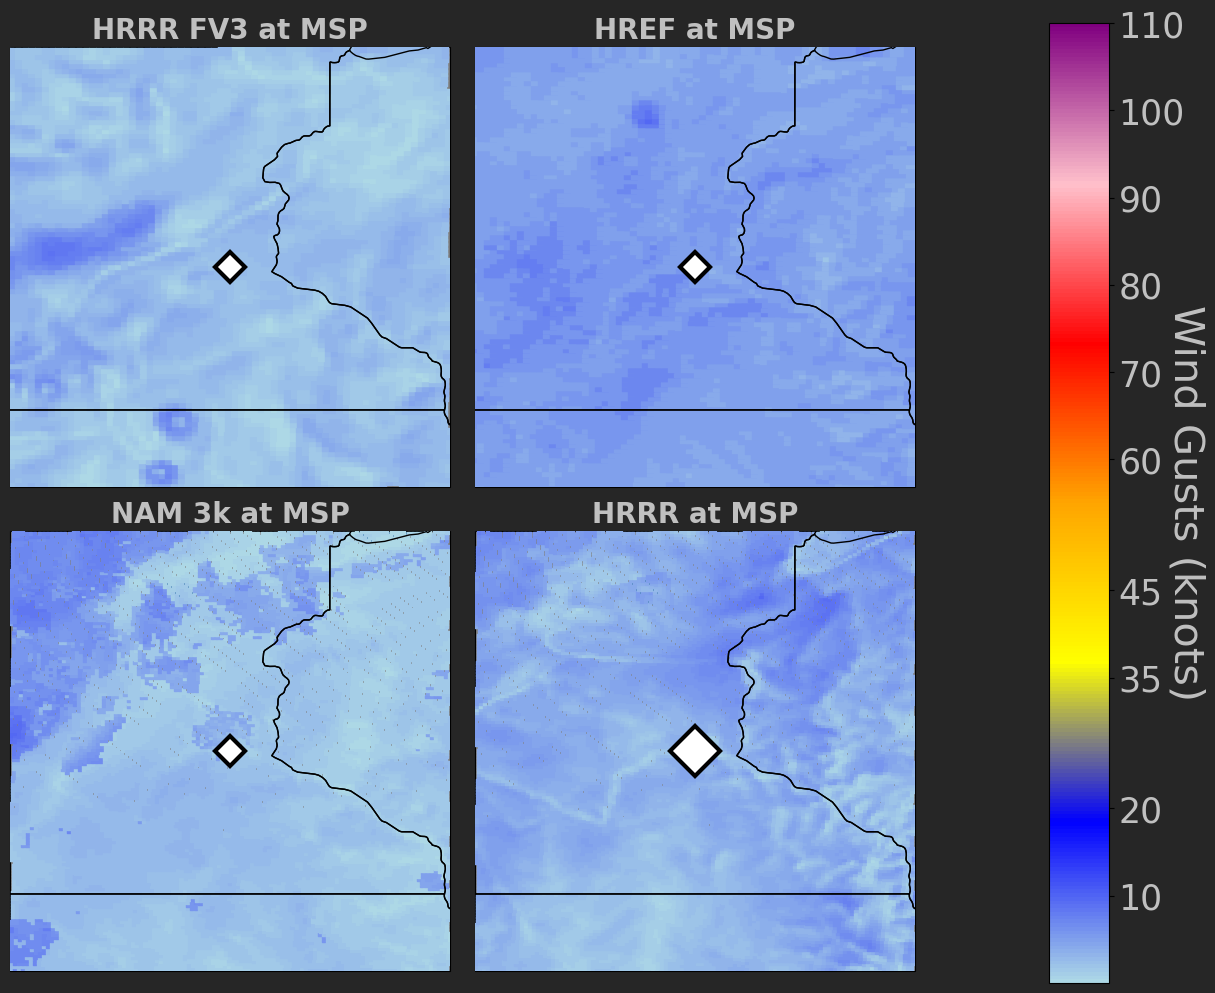 HRRR FV3 at MSP
HREF at MSP
NAM 3k at MSP
HRRR at MSP
110
100
90
80
70
60
45
35
20
10
Wind Gusts (knots)